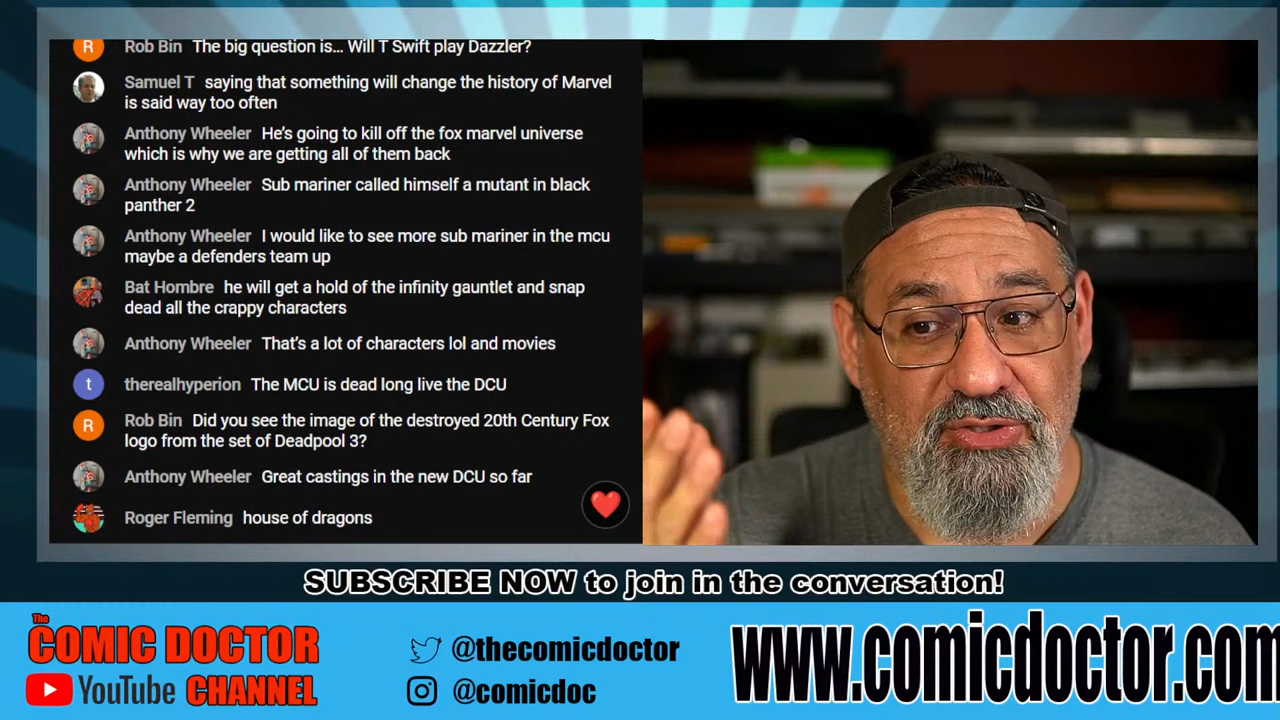 R Rob Bin The big question is... Will T Swift play Dazzler?
Samuel T saying that something will change the history of Marvel
is said way too often
Anthony Wheeler He's going to kill off the fox marvel universe
which is why we are getting all of them back
Anthony Wheeler Sub mariner called himself a mutant in black
panther 2
Anthony Wheeler I would like to see more sub mariner in the mcu
maybe a defenders team up
Bat Hombre he will get a hold of the infinity gauntlet and snap
dead all the crappy characters
Anthony Wheeler That's a lot of characters lol and movies
t therealhyperion The MCU is dead long live the DCU
R Rob Bin Did you see the image of the destroyed 20th Century Fox
logo from the set of Deadpool 3?
Anthony Wheeler Great castings in the new DCU so far
Roger Fleming house of dragons
SUBSCRIBE NOW to join in the conversation!
The
COMIC DOCTOR
YouTube CHANNEL
@thecomicdoctor
@comicdoc
www.comicdoctor.com